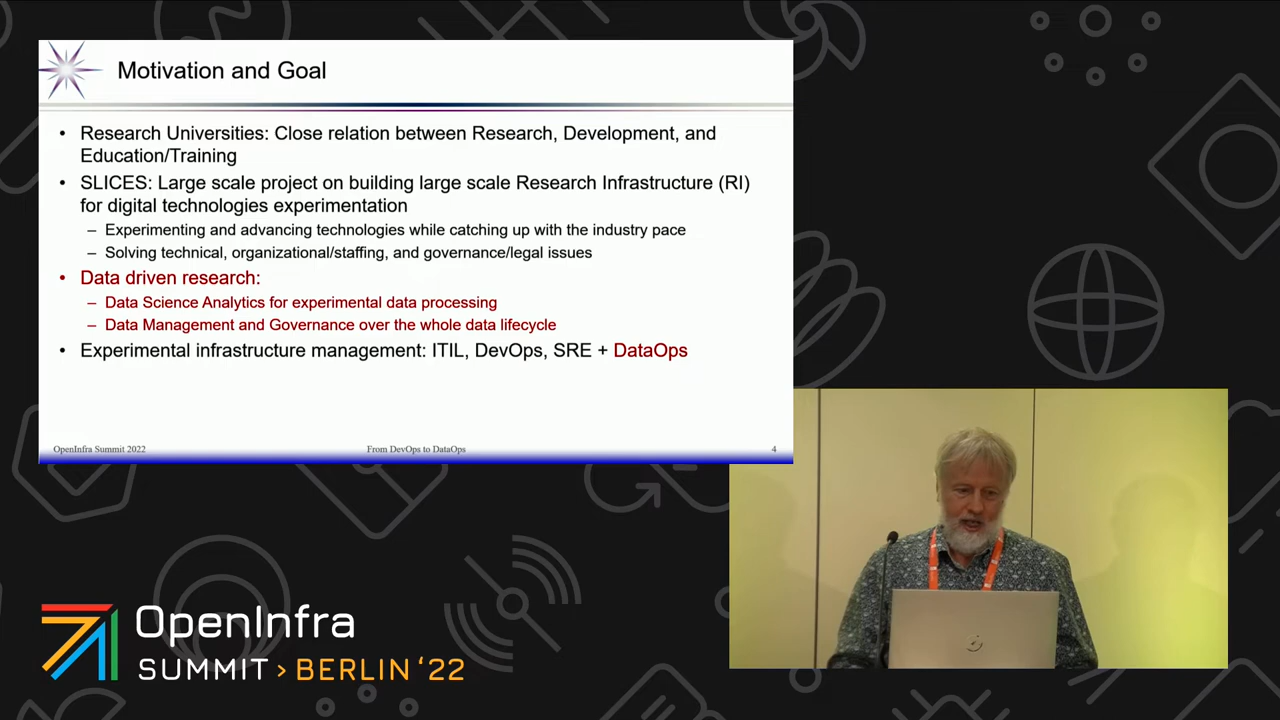 Motivation and Goal
• Research Universities: Close relation between Research, Development, and
Education/Training
• SLICES: Large scale project on building large scale Research Infrastructure (RI)
for digital technologies experimentation
– Experimenting and advancing technologies while catching up with the industry pace
– Solving technical, organizational/staffing, and governance/legal issues
• Data driven research:
– Data Science Analytics for experimental data processing
– Data Management and Governance over the whole data lifecycle
• Experimental infrastructure management: ITIL, DevOps, SRE + DataOps
OpenInfra Summit 2022 From DevOps to DataOps 4
OpenInfra
SUMMIT > BERLIN ‘22